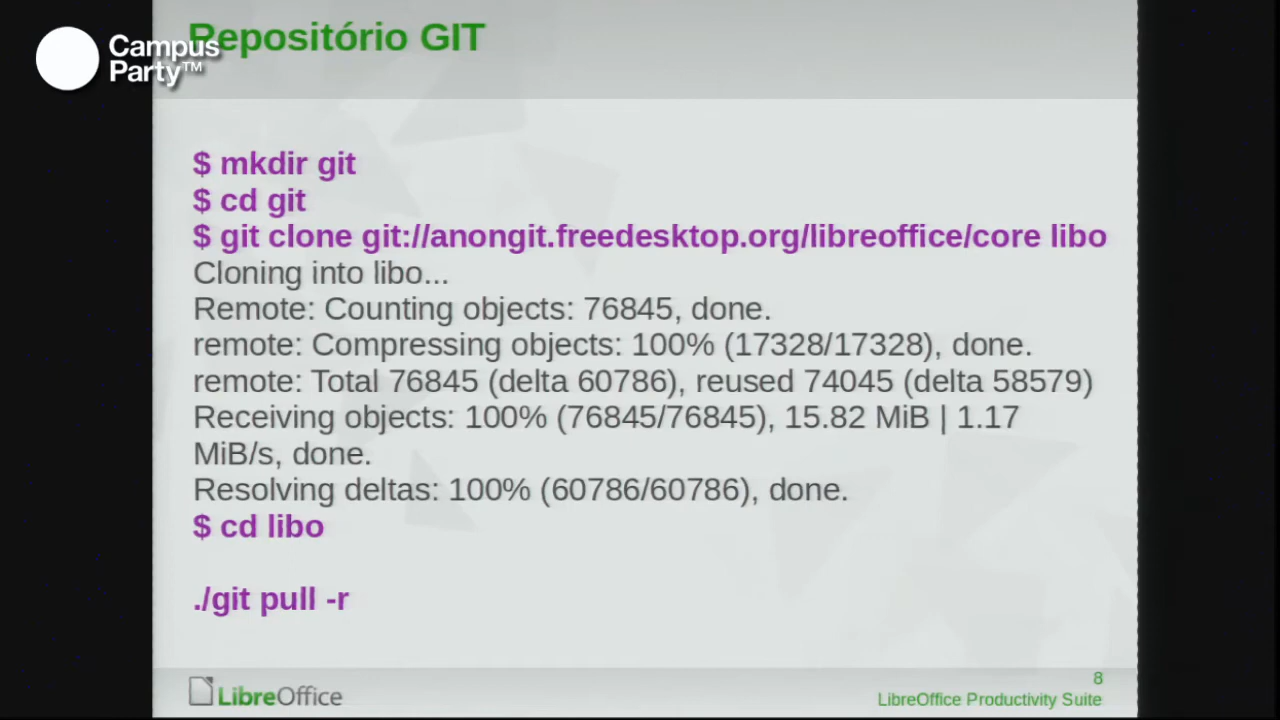 Repositório GIT
Campus
Party™
$ mkdir git
$ cd git
$ git clone git://anongit.freedesktop.org/libreoffice/core libo
Cloning into libo...
Remote: Counting objects: 76845, done.
remote: Compressing objects: 100% (17328/17328), done.
remote: Total 76845 (delta 60786), reused 74045 (delta 58579)
Receiving objects: 100% (76845/76845), 15.82 MiB | 1.17
MiB/s, done.
Resolving deltas: 100% (60786/60786), done.
$ cd libo
./git pull -r
LibreOffice
8
LibreOffice Productivity Suite